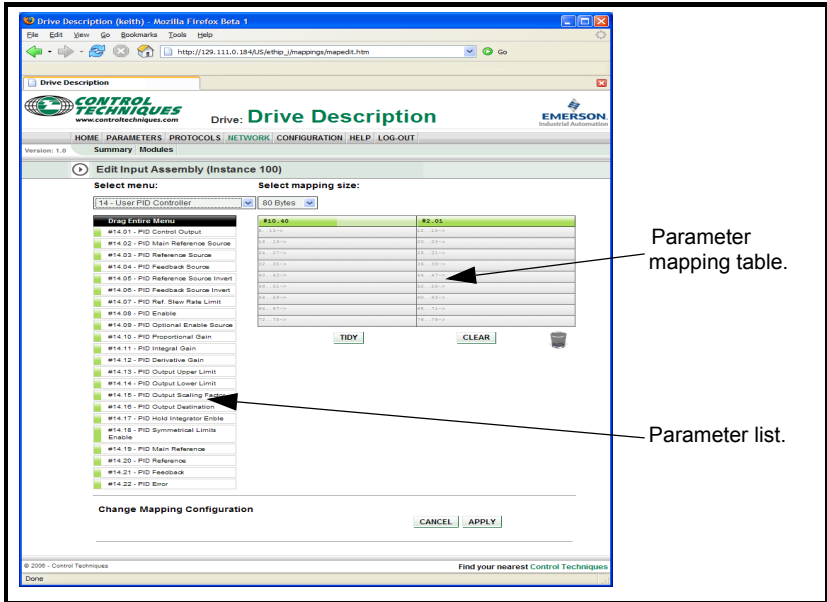 Drive Description (keith) - Mozilla Firefox Beta 1
File Edit View Go Bookmarks Tools Help
http://129.111.0.184/US/ethip_i/mappings/mapedit.htm
Go
Drive Description
CONTROL TECHNIQUES
www.controltechniques.com
Drive: Drive Description
EMERSON
Industrial Automation
HOME PARAMETERS PROTOCOLS NETWORK CONFIGURATION HELP LOG-OUT
Version: 1.0 Summary Modules
Edit Input Assembly (Instance 100)
Select menu: Select mapping size:
14 - User PID Controller 80 Bytes
Drag Entire Menu
#14.01 - PID Control Output
#14.02 - PID Main Reference Source
#14.03 - PID Reference Source
#14.04 - PID Feedback Source
#14.05 - PID Reference Source Invert
#14.06 - PID Feedback Source Invert
#14.07 - PID Ref. Slew Rate Limit
#14.08 - PID Enable
#14.09 - PID Optional Enable Source
#14.10 - PID Proportional Gain
#14.11 - PID Integral Gain
#14.12 - PID Derivative Gain
#14.13 - PID Output Upper Limit
#14.14 - PID Output Lower Limit
#14.15 - PID Output Scaling Factor
#14.16 - PID Output Destination
#14.17 - PID Hold Integrator Enble
#14.18 - PID Symmetrical Limits
Enable
#14.19 - PID Main Reference
#14.20 - PID Reference
#14.21 - PID Feedback
#14.22 - PID Error
#10.40 #2.01
TIDY CLEAR
Parameter
mapping table.
Parameter list.
Change Mapping Configuration
CANCEL APPLY
Find your nearest Control Techniques
Done